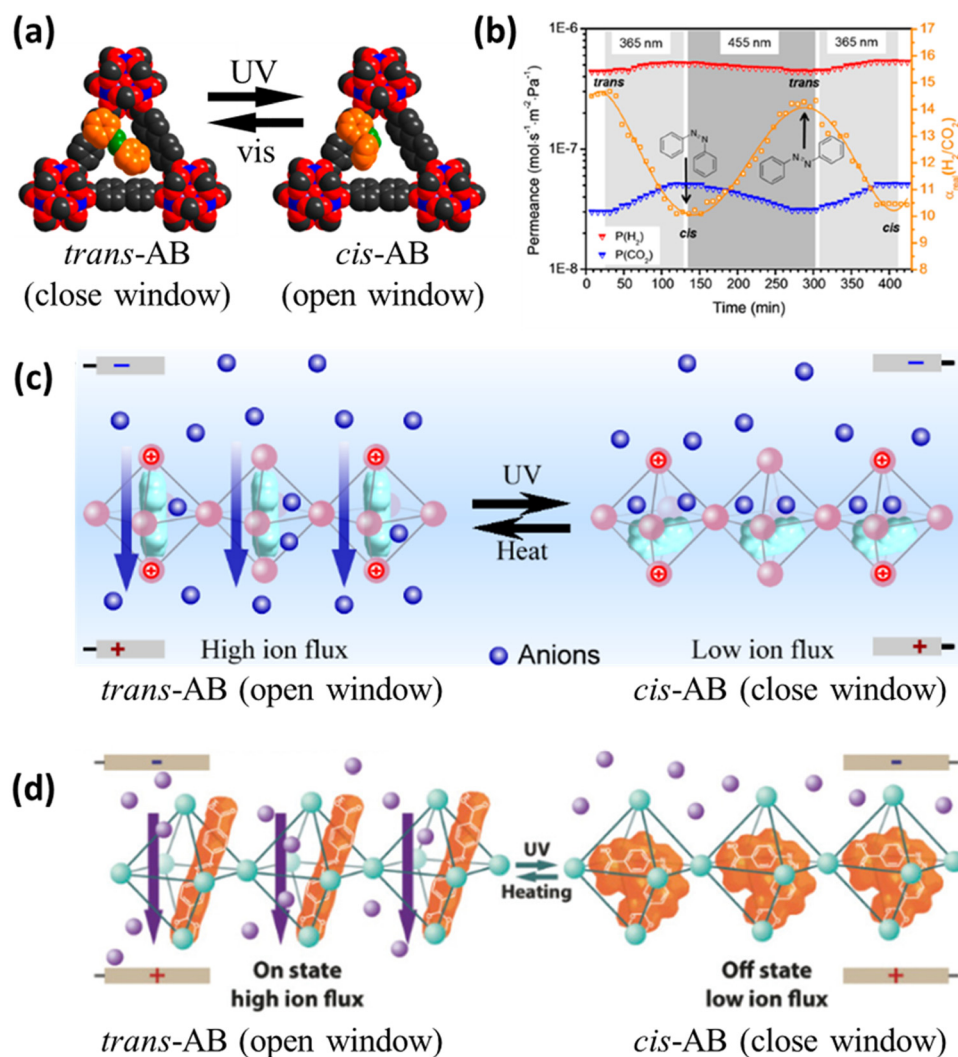 (a)
UV
vis
trans-AB
(close window)
cis-AB
(open window)
(b)
365 nm
455 nm
365 nm
1E-6
1E-7
1E-8
Permeance (mol·s⁻¹·m⁻²·Pa⁻¹)
17
16
15
14
13
12
11
10
9
8
α_real(H₂/CO₂)
trans
trans
cis
cis
N
N
N
N
P(H₂)
P(CO₂)
0 50 100 150 200 250 300 350 400
Time (min)
(c)
−
−
+ +
UV
Heat
+ +
+ +
+ +
+
+
High ion flux
Anions
Low ion flux
trans-AB (open window)
cis-AB (close window)
(d)
-
-
UV
Heating
+
+
On state
high ion flux
Off state
low ion flux
trans-AB (open window)
cis-AB (close window)